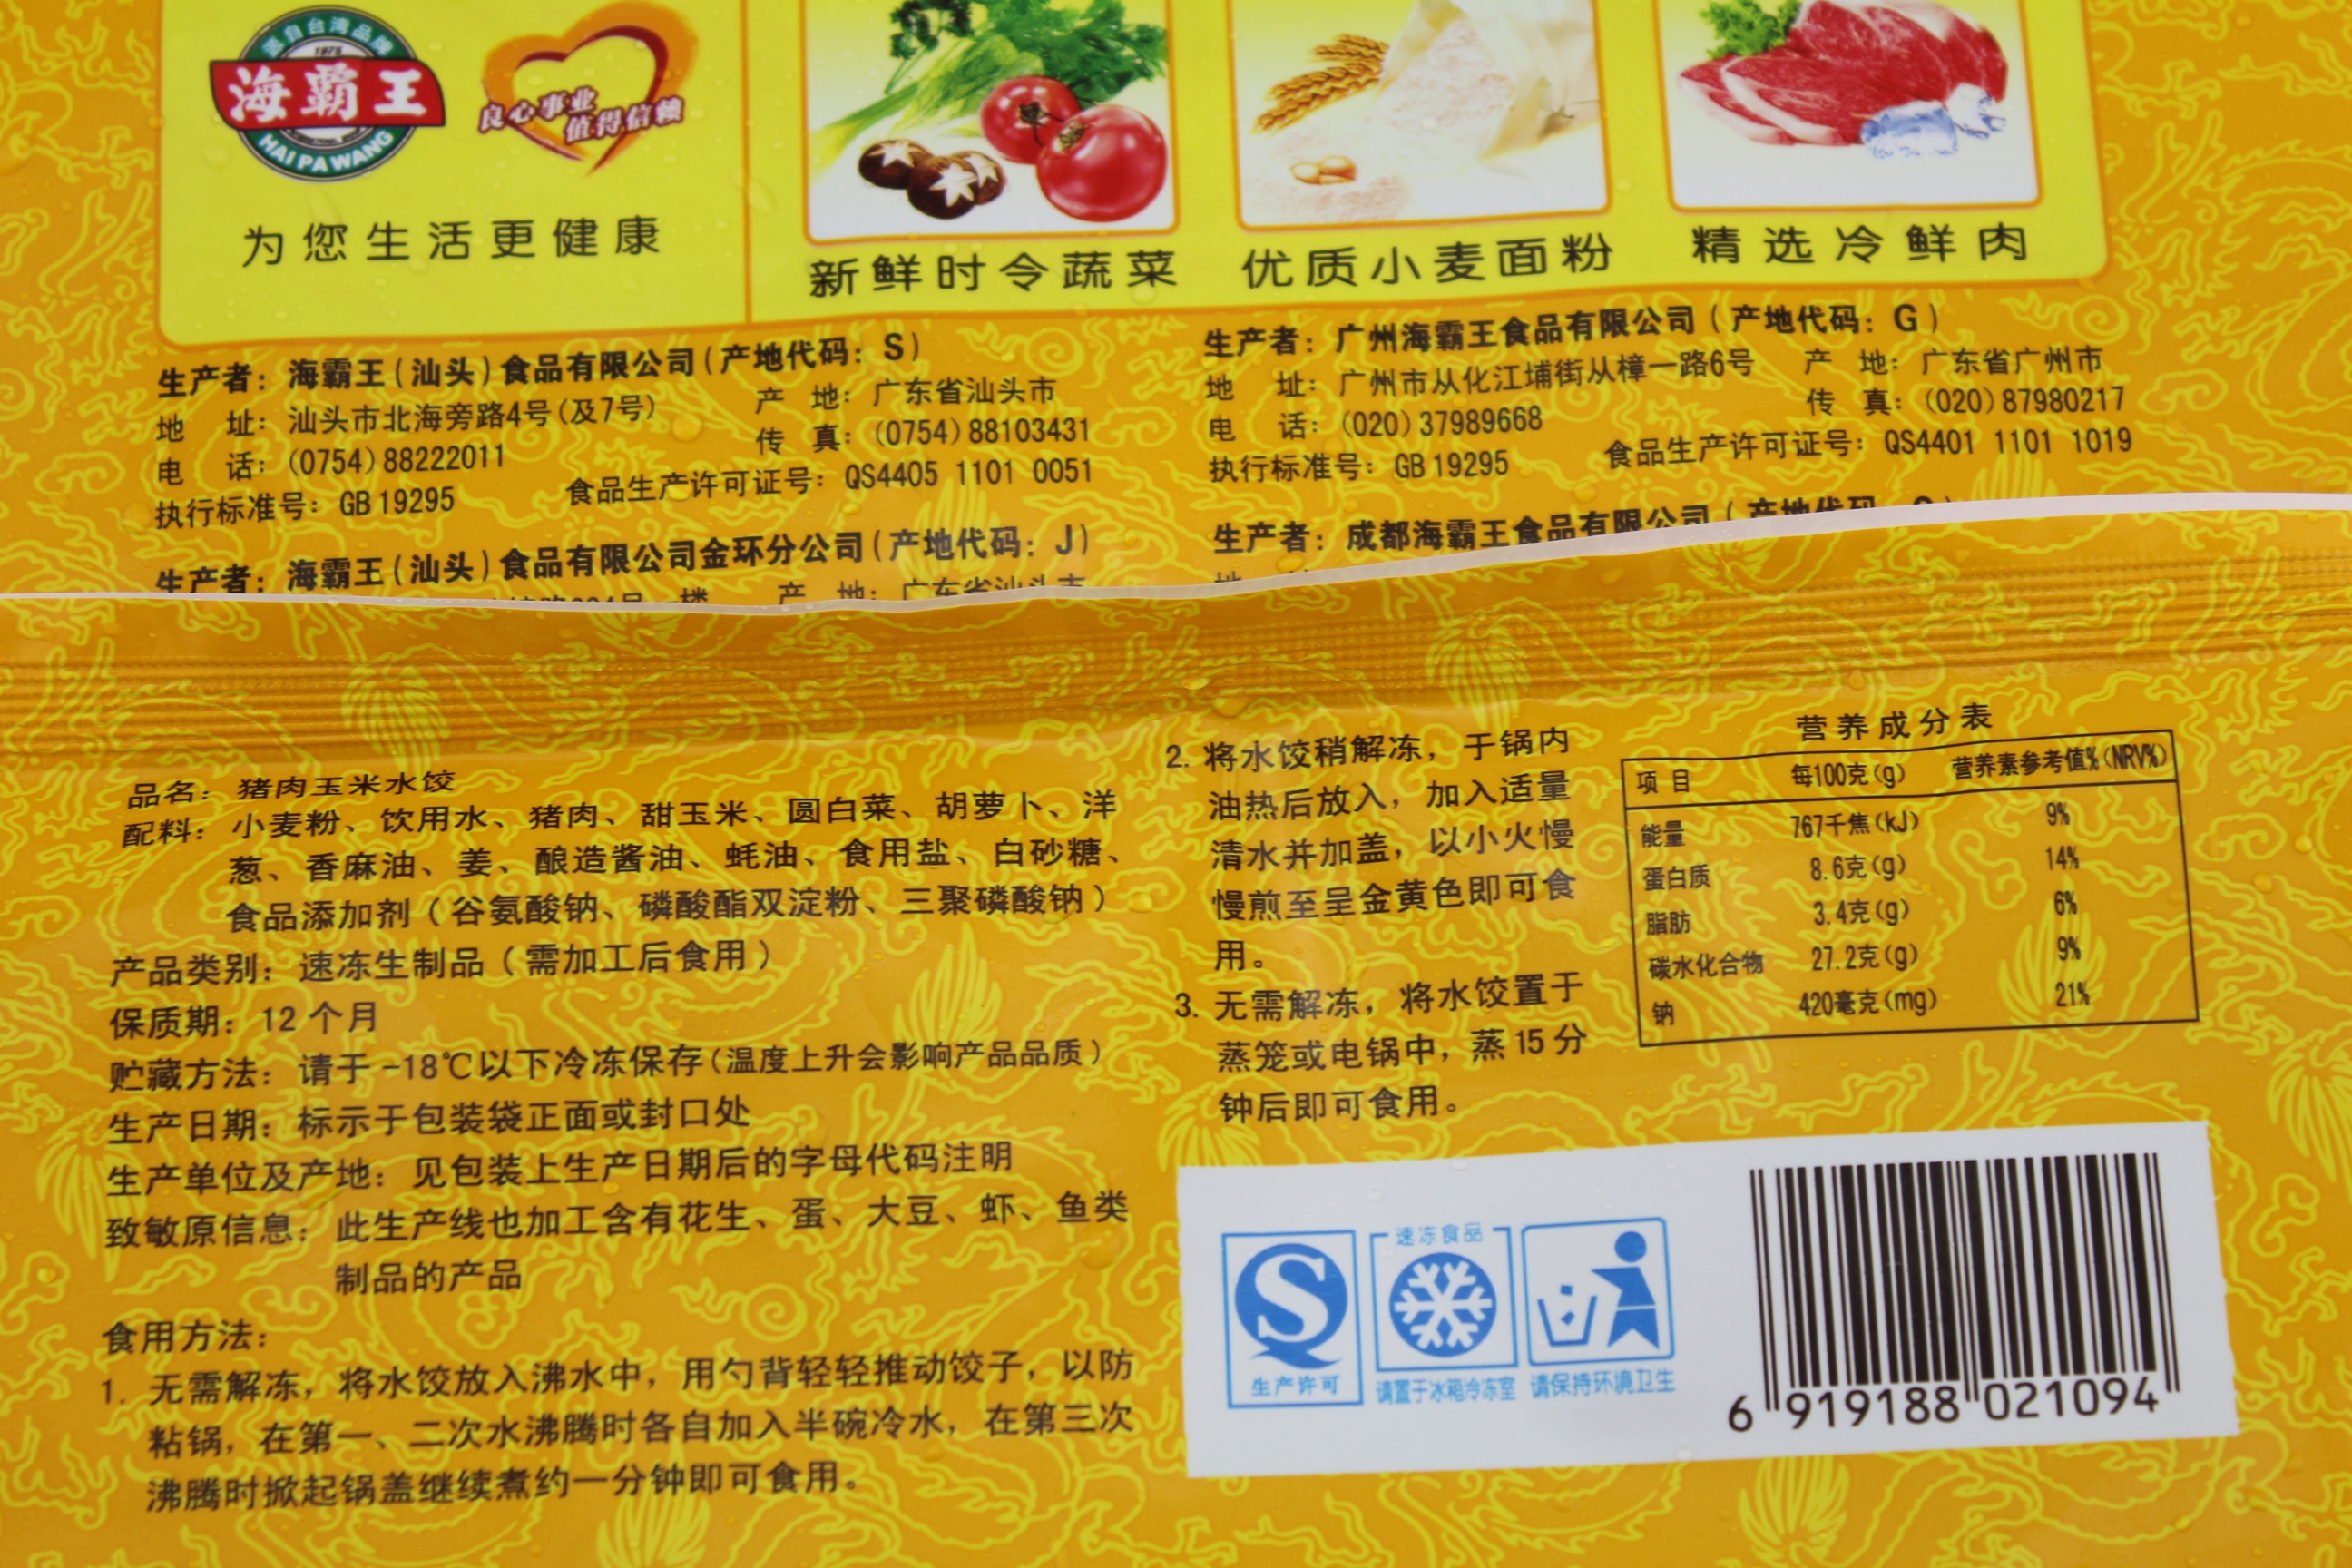 源自台湾品牌
1975
海霸王
HAI PA WANG
良心事业
值得信赖
为您生活更健康
新鲜时令蔬菜
优质小麦面粉
精选冷鲜肉
生产者：海霸王(汕头)食品有限公司(产地代码：S)
地 址：汕头市北海旁路4号(及7号) 产 地：广东省汕头市
电 话：(0754)88222011 传 真：(0754)88103431
执行标准号：GB 19295 食品生产许可证号：QS4405 1101 0051
生产者：海霸王(汕头)食品有限公司金环分公司(产地代码：J)
楼 产 地：广东省汕头市
生产者：广州海霸王食品有限公司(产地代码：G)
地 址：广州市从化江埔街从樟一路6号 产 地：广东省广州市
电 话：(020)37989668 传 真：(020)87980217
执行标准号：GB 19295 食品生产许可证号：QS4401 1101 1019
生产者：成都海霸王食品有限公司(产地代码
品名：猪肉玉米水饺
配料：小麦粉、饮用水、猪肉、甜玉米、圆白菜、胡萝卜、洋
葱、香麻油、姜、酿造酱油、蚝油、食用盐、白砂糖、
食品添加剂(谷氨酸钠、磷酸酯双淀粉、三聚磷酸钠)
产品类别：速冻生制品(需加工后食用)
保质期：12个月
贮藏方法：请于-18℃以下冷冻保存(温度上升会影响产品品质)
生产日期：标示于包装袋正面或封口处
生产单位及产地：见包装上生产日期后的字母代码注明
致敏原信息：此生产线也加工含有花生、蛋、大豆、虾、鱼类
制品的产品
食用方法：
1. 无需解冻，将水饺放入沸水中，用勺背轻轻推动饺子，以防
粘锅，在第一、二次水沸腾时各自加入半碗冷水，在第三次
沸腾时掀起锅盖继续煮约一分钟即可食用。
2. 将水饺稍解冻，于锅内
油热后放入，加入适量
清水并加盖，以小火慢
慢煎至呈金黄色即可食
用。
3. 无需解冻，将水饺置于
蒸笼或电锅中，蒸15分
钟后即可食用。
营养成分表
项目 每100克(g) 营养素参考值%(NRV%)
能量 767千焦(kJ) 9%
蛋白质 8.6克(g) 14%
脂肪 3.4克(g) 6%
碳水化合物 27.2克(g) 9%
钠 420毫克(mg) 21%
生产许可
速冻食品
请置于冰箱冷冻室
请保持环境卫生
6 919188 021094